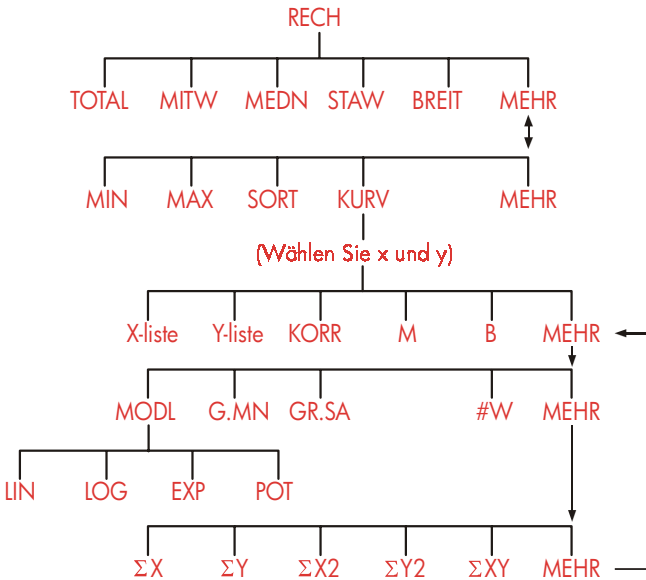 RECH
TOTAL MITW MEDN STAW BREIT MEHR
MIN MAX SORT KURV MEHR
(Wählen Sie x und y)
X-liste Y-liste KORR M B MEHR
MODL G.MN GR.SA #W MEHR
LIN LOG EXP POT
ΣX ΣY ΣX2 ΣY2 ΣXY MEHR